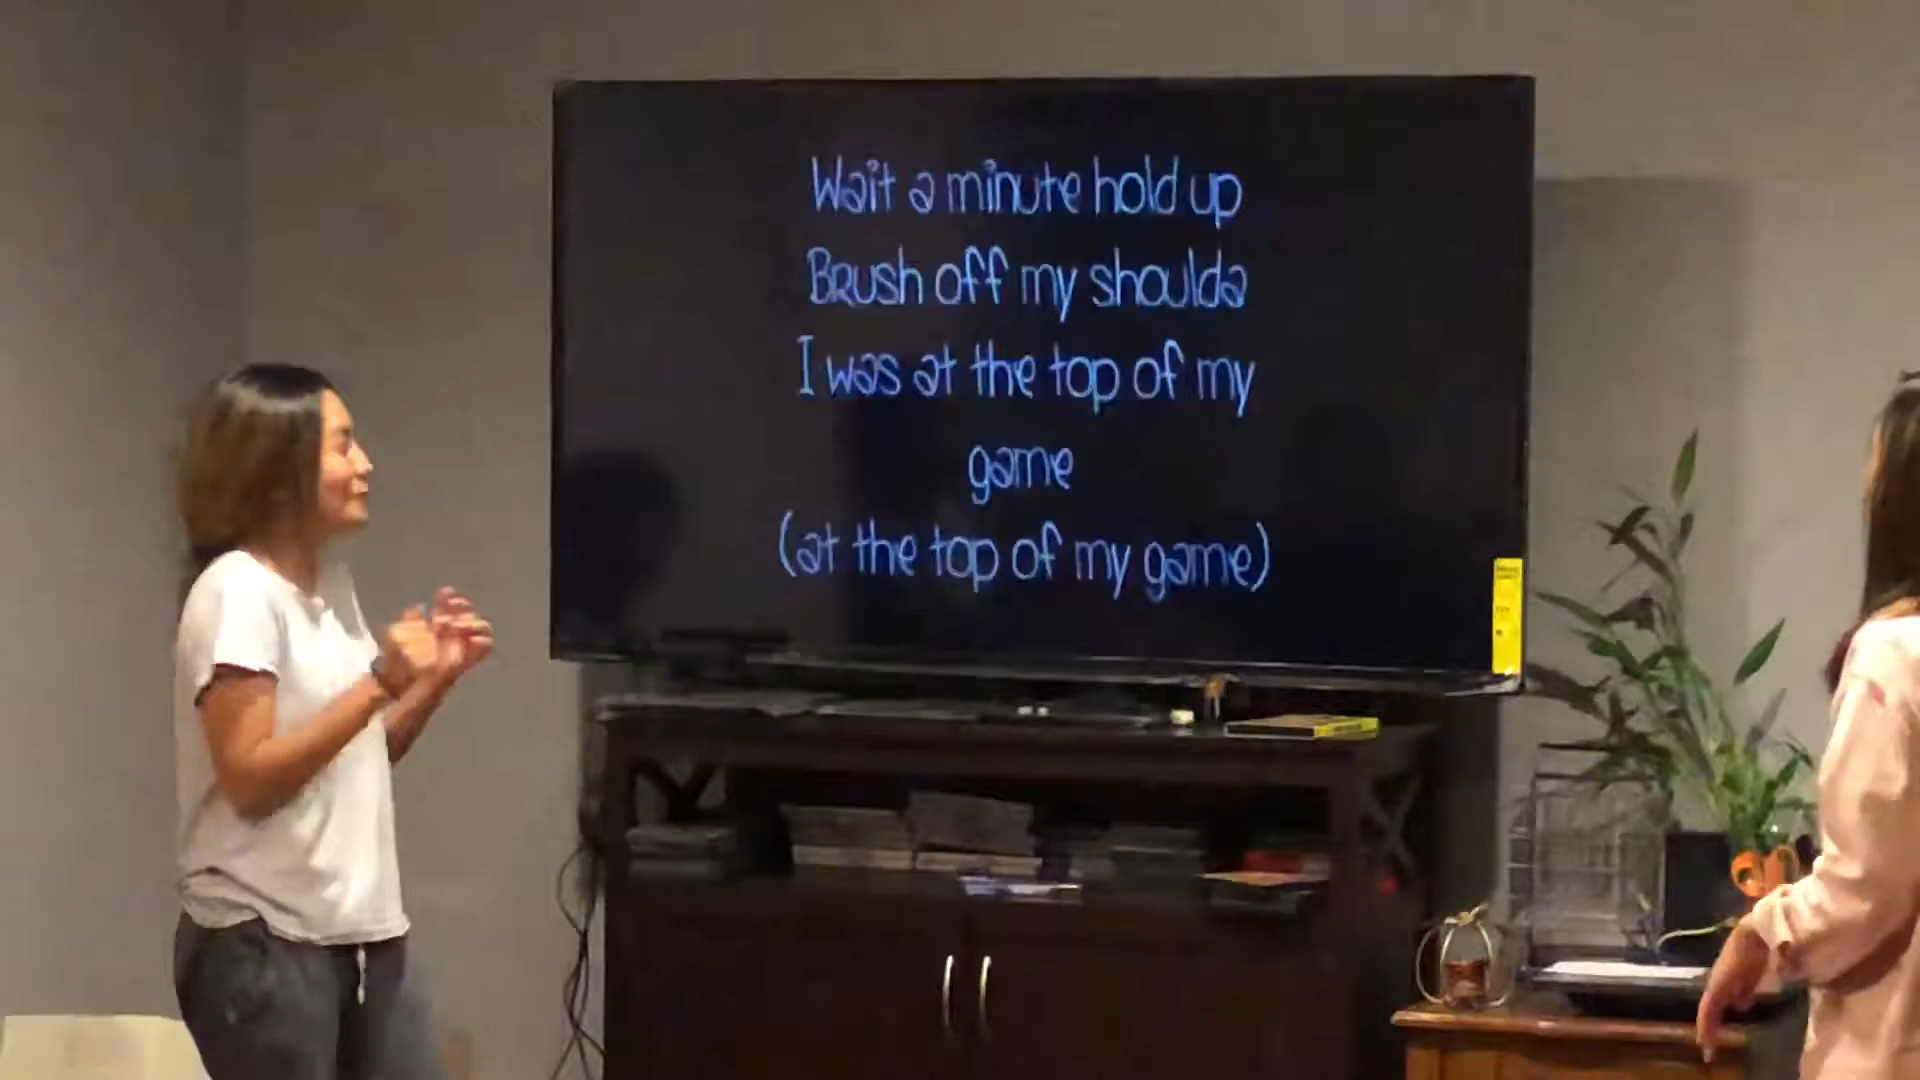 Wait a minute hold up
Brush off my shoulda
I was at the top of my
game
(at the top of my game)